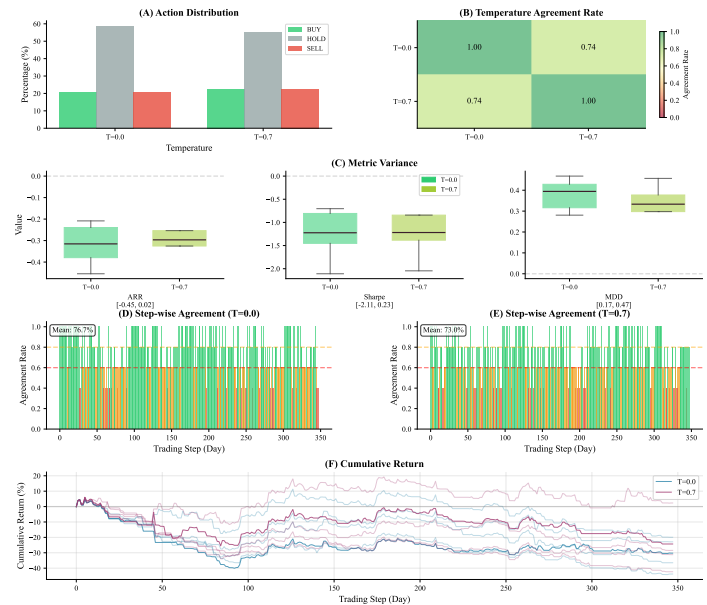 (A) Action Distribution
(B) Temperature Agreement Rate
60
50
40
30
20
10
0
Percentage (%)
BUY
HOLD
SELL
T=0.0
T=0.7
Temperature
T=0.0
T=0.7
1.00
0.74
0.74
1.00
T=0.0
T=0.7
1.0
0.8
0.6
0.4
0.2
0.0
Agreement Rate
(C) Metric Variance
0.0
−0.1
−0.2
−0.3
−0.4
Value
T=0.0
T=0.7
ARR
[-0.45, 0.02]
0.0
−0.5
−1.0
−1.5
−2.0
T=0.0
T=0.7
T=0.0
T=0.7
Sharpe
[-2.11, 0.23]
0.4
0.3
0.2
0.1
0.0
T=0.0
T=0.7
MDD
[0.17, 0.47]
(D) Step-wise Agreement (T=0.0)
Mean: 76.7%
1.0
0.8
0.6
0.4
0.2
0.0
Agreement Rate
0
50
100
150
200
250
300
350
Trading Step (Day)
(E) Step-wise Agreement (T=0.7)
Mean: 73.0%
1.0
0.8
0.6
0.4
0.2
0.0
Agreement Rate
0
50
100
150
200
250
300
350
Trading Step (Day)
(F) Cumulative Return
20
10
0
−10
−20
−30
−40
Cumulative Return (%)
T=0.0
T=0.7
0
50
100
150
200
250
300
350
Trading Step (Day)